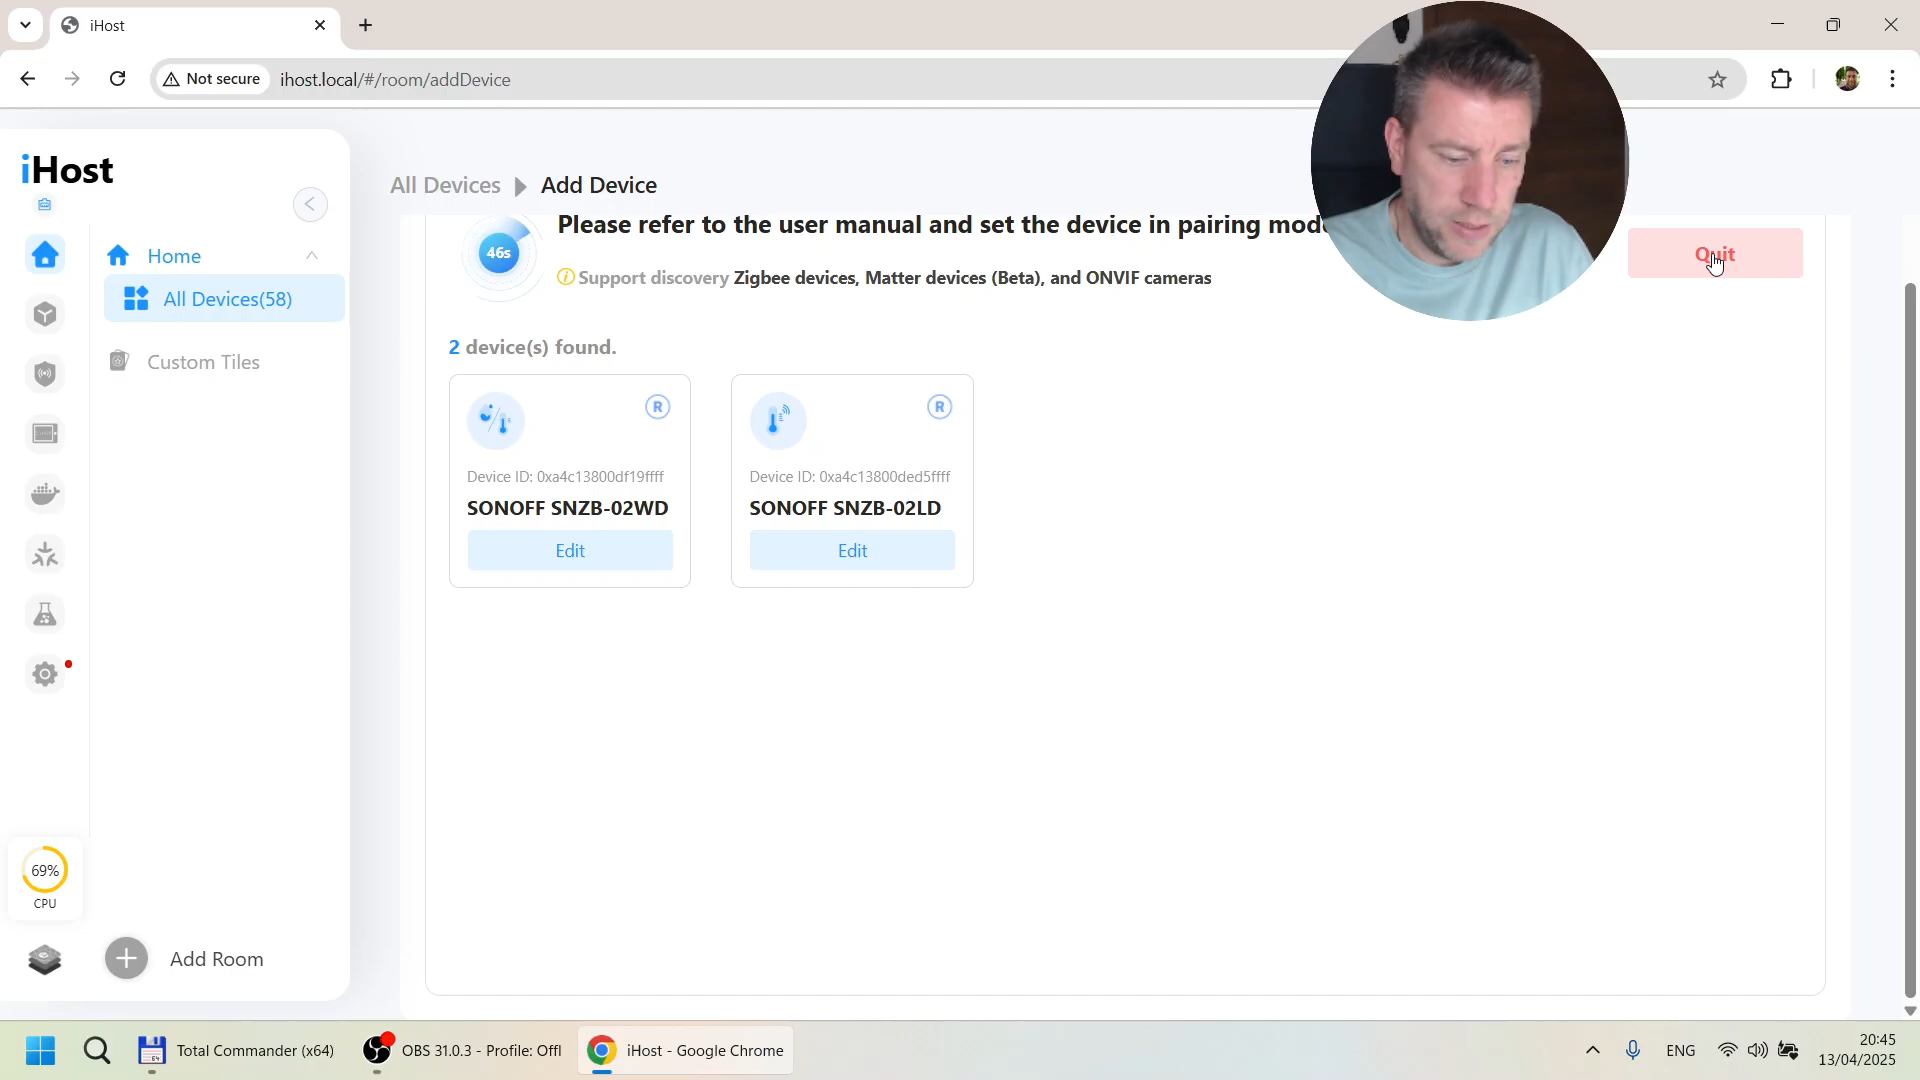 iHost
Not secure
ihost.local/#/room/addDevice
iHost
All Devices
Add Device
Please refer to the user manual and set the device in pairing mode
46s
Support discovery Zigbee devices, Matter devices (Beta), and ONVIF cameras
Quit
Home
All Devices(58)
Custom Tiles
2 device(s) found.
R
R
Device ID: 0xa4c13800df19ffff
Device ID: 0xa4c13800ded5ffff
SONOFF SNZB-02WD
SONOFF SNZB-02LD
Edit
Edit
69%
CPU
Add Room
64
Total Commander (x64)
OBS 31.0.3 - Profile: Offl
iHost - Google Chrome
ENG
20:45
13/04/2025